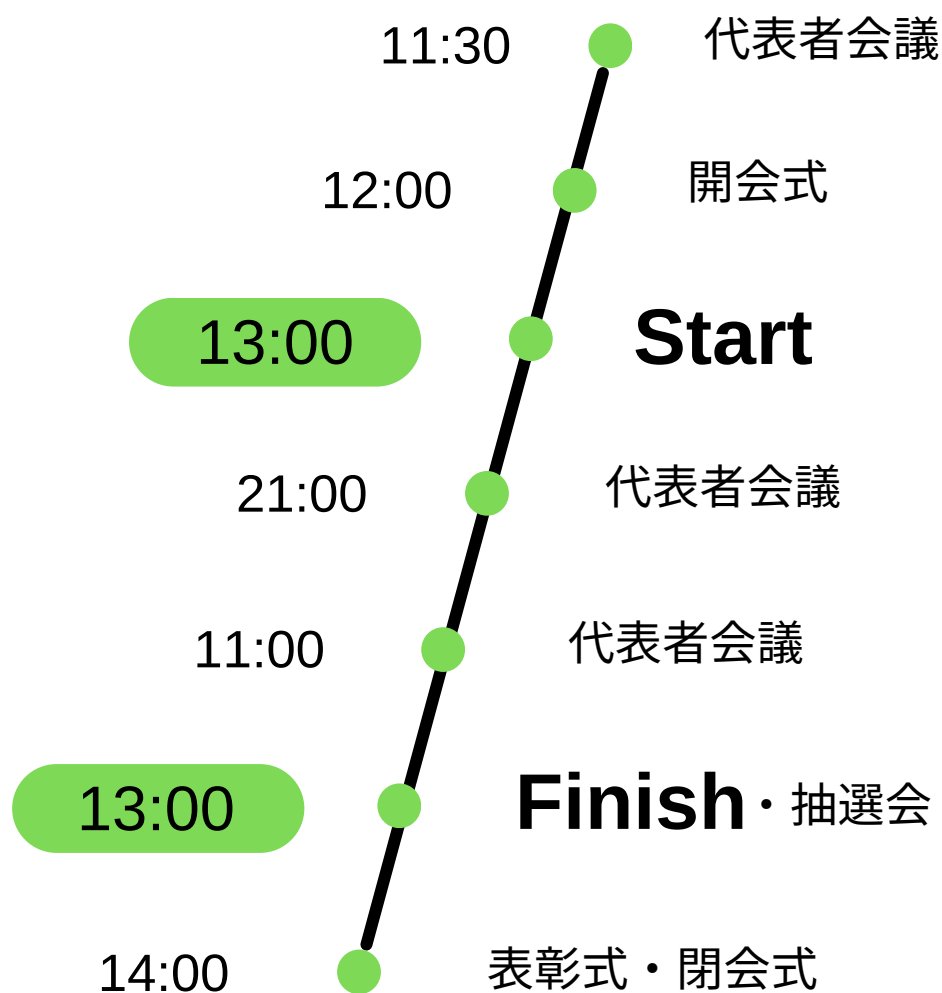 11:30 代表者会議
12:00 開会式
13:00 Start
21:00 代表者会議
11:00 代表者会議
13:00 Finish・抽選会
14:00 表彰式・閉会式